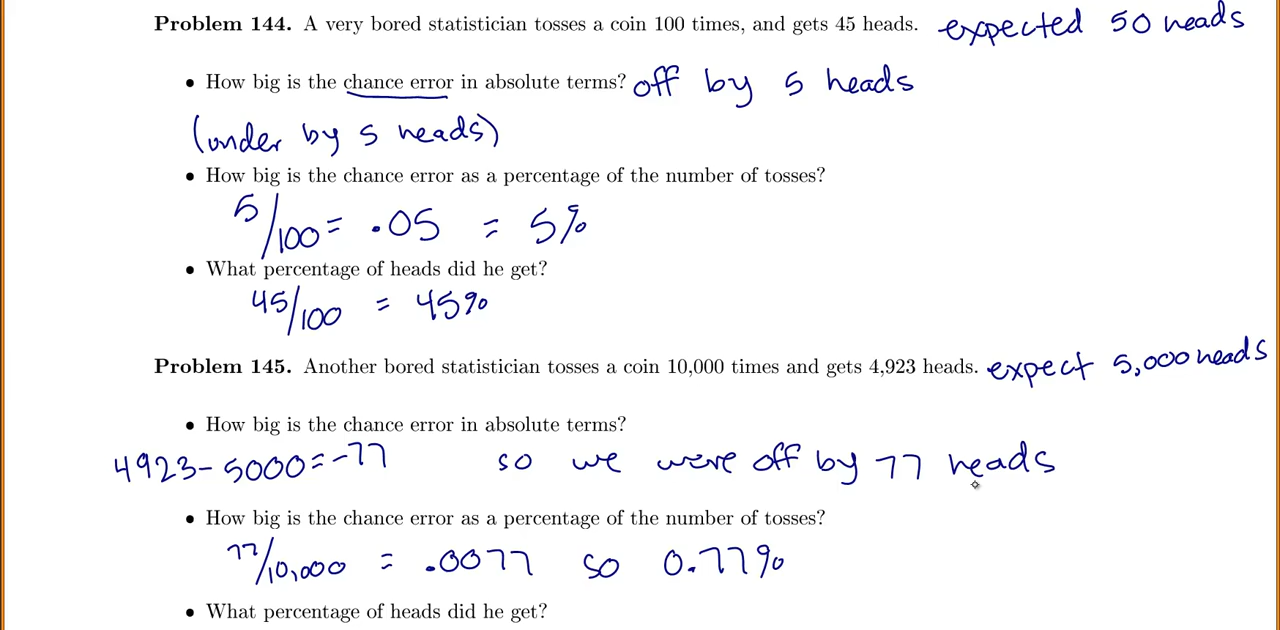 Problem 144. A very bored statistician tosses a coin 100 times, and gets 45 heads. expected 50 heads
• How big is the chance error in absolute terms? off by 5 heads
(under by 5 heads)
• How big is the chance error as a percentage of the number of tosses?
5/100 = .05 = 5%
• What percentage of heads did he get?
45/100 = 45%
Problem 145. Another bored statistician tosses a coin 10,000 times and gets 4,923 heads. expect 5,000 heads
• How big is the chance error in absolute terms?
4923-5000=-77 so we were off by 77 heads
• How big is the chance error as a percentage of the number of tosses?
77/10,000 = .0077 so 0.77%
• What percentage of heads did he get?